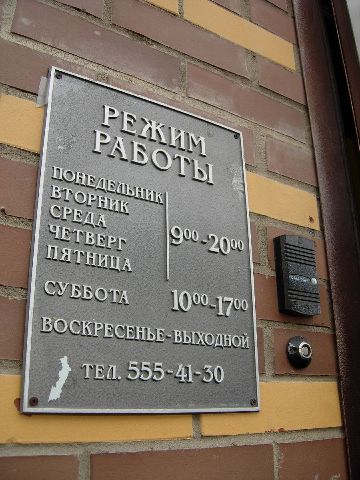 РЕЖИМ
РАБОТЫ
ПОНЕДЕЛЬНИК
ВТОРНИК
СРЕДА
ЧЕТВЕРГ
ПЯТНИЦА
900-2000
СУББОТА 1000-1700
ВОСКРЕСЕНЬЕ-ВЫХОДНОЙ
ТЕЛ. 555-41-30